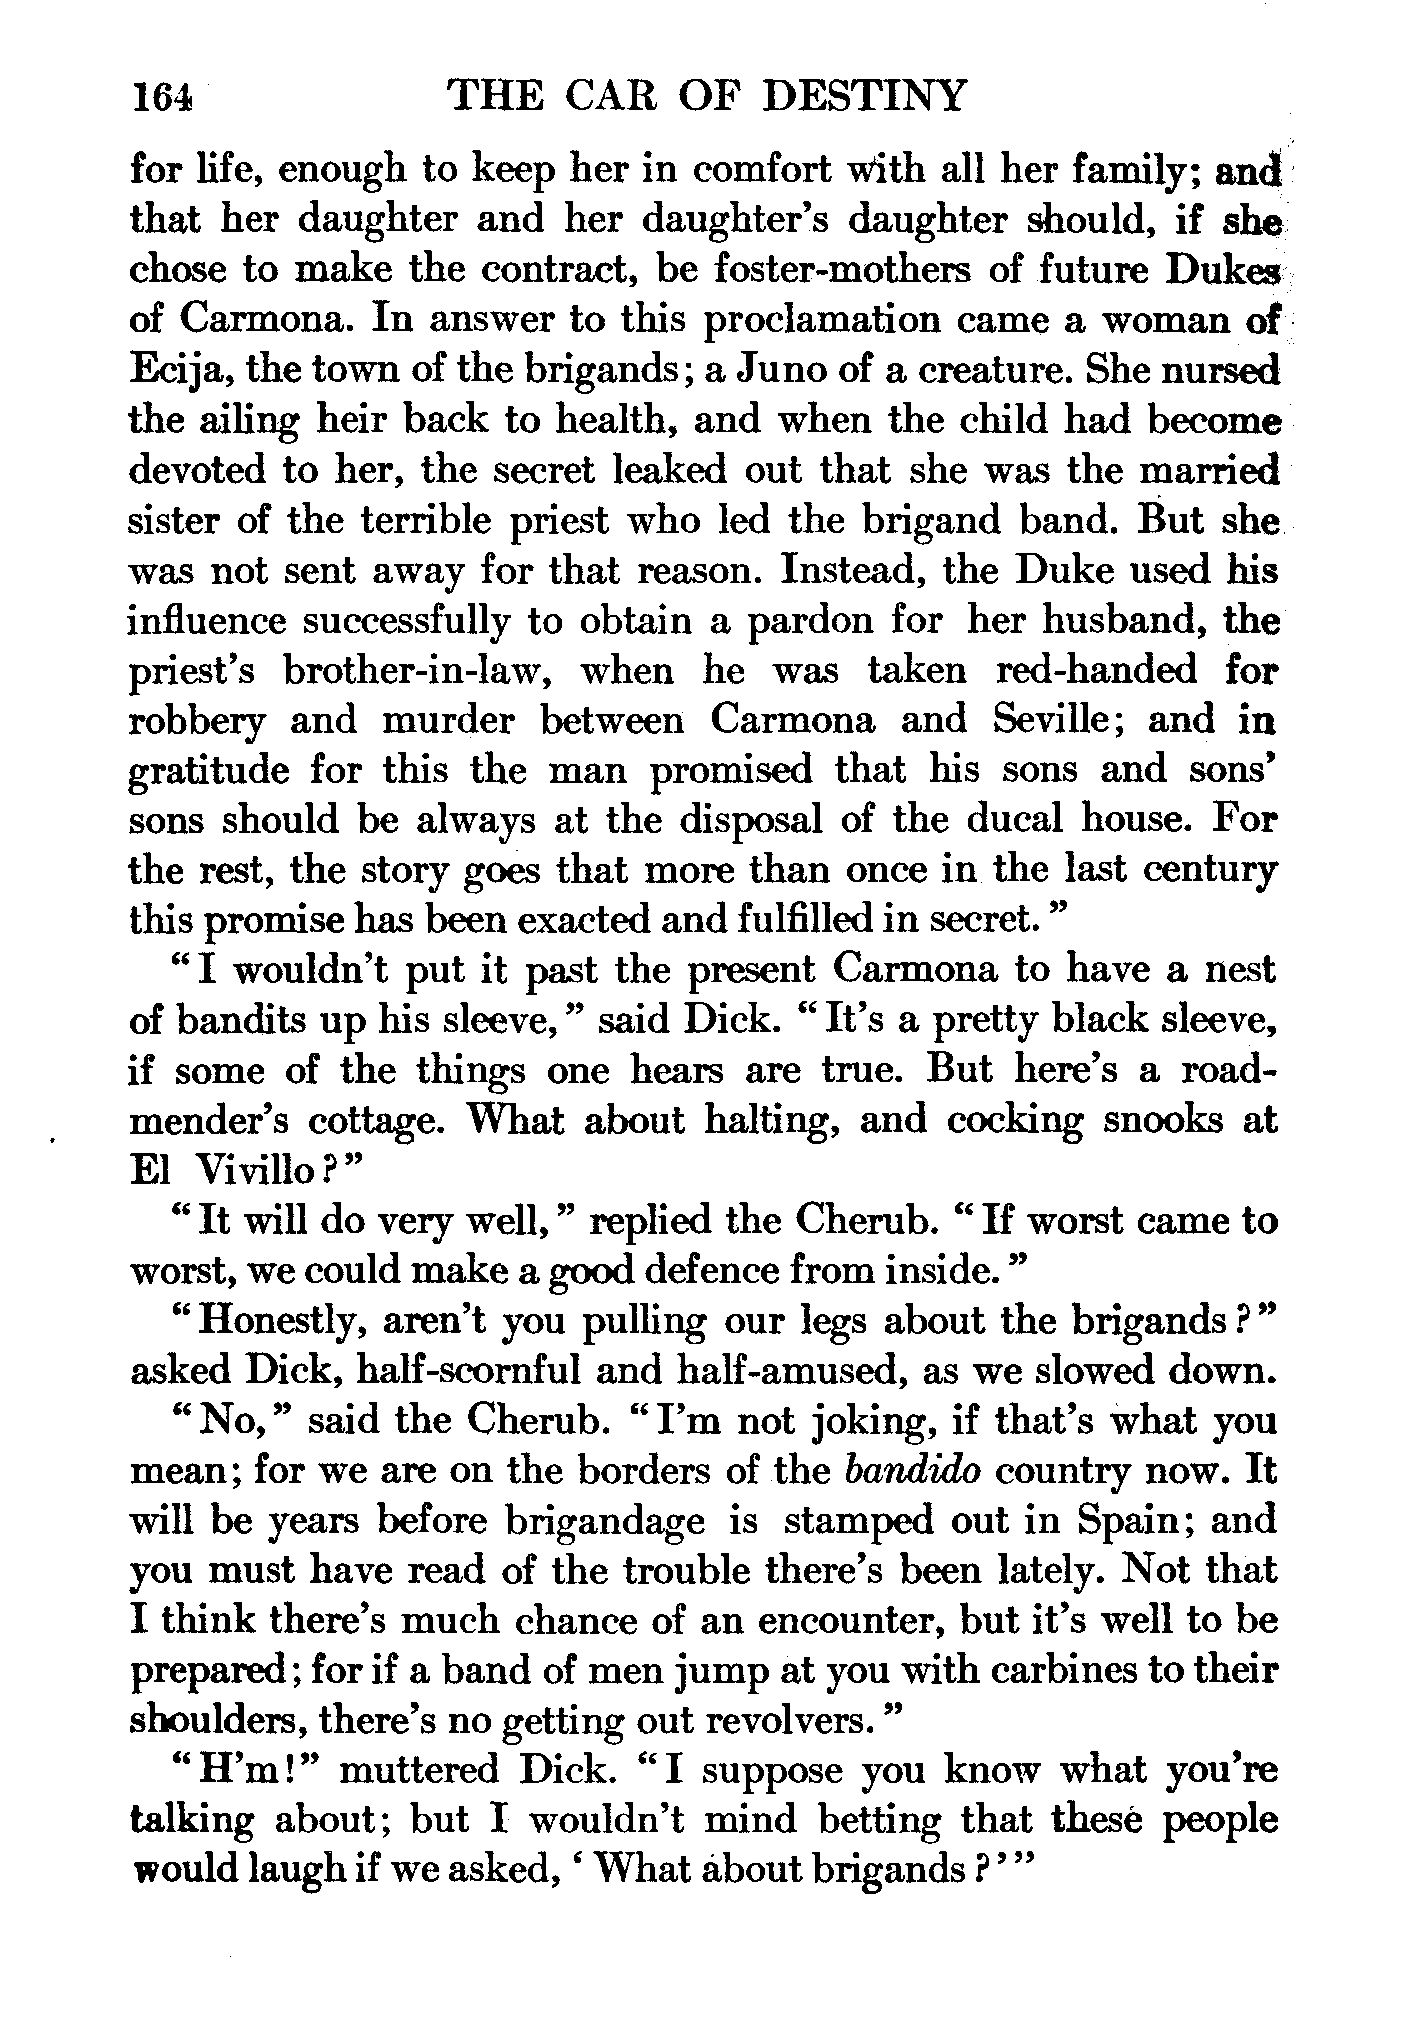 164 THE CAR OF DESTINY
for life, enough to keep her in comfort with all her family; and
that her daughter and her daughter's daughter should, if she
chose to make the contract, be foster-mothers of future Dukes
of Carmona. In answer to this proclamation came a woman of
Ecija, the town of the brigands; a Juno of a creature. She nursed
the ailing heir back to health, and when the child had become
devoted to her, the secret leaked out that she was the married
sister of the terrible priest who led the brigand band. But she
was not sent away for that reason. Instead, the Duke used his
influence successfully to obtain a pardon for her husband, the
priest's brother-in-law, when he was taken red-handed for
robbery and murder between Carmona and Seville; and in
gratitude for this the man promised that his sons and sons'
sons should be always at the disposal of the ducal house. For
the rest, the story goes that more than once in the last century
this promise has been exacted and fulfilled in secret."
"I wouldn't put it past the present Carmona to have a nest
of bandits up his sleeve," said Dick. "It's a pretty black sleeve,
if some of the things one hears are true. But here's a road-
mender's cottage. What about halting, and cocking snooks at
El Vivillo?"
"It will do very well," replied the Cherub. "If worst came to
worst, we could make a good defence from inside."
"Honestly, aren't you pulling our legs about the brigands?"
asked Dick, half-scornful and half-amused, as we slowed down.
"No," said the Cherub. "I'm not joking, if that's what you
mean; for we are on the borders of the bandido country now. It
will be years before brigandage is stamped out in Spain; and
you must have read of the trouble there's been lately. Not that
I think there's much chance of an encounter, but it's well to be
prepared; for if a band of men jump at you with carbines to their
shoulders, there's no getting out revolvers."
"H'm!" muttered Dick. "I suppose you know what you're
talking about; but I wouldn't mind betting that these people
would laugh if we asked, 'What about brigands?'"